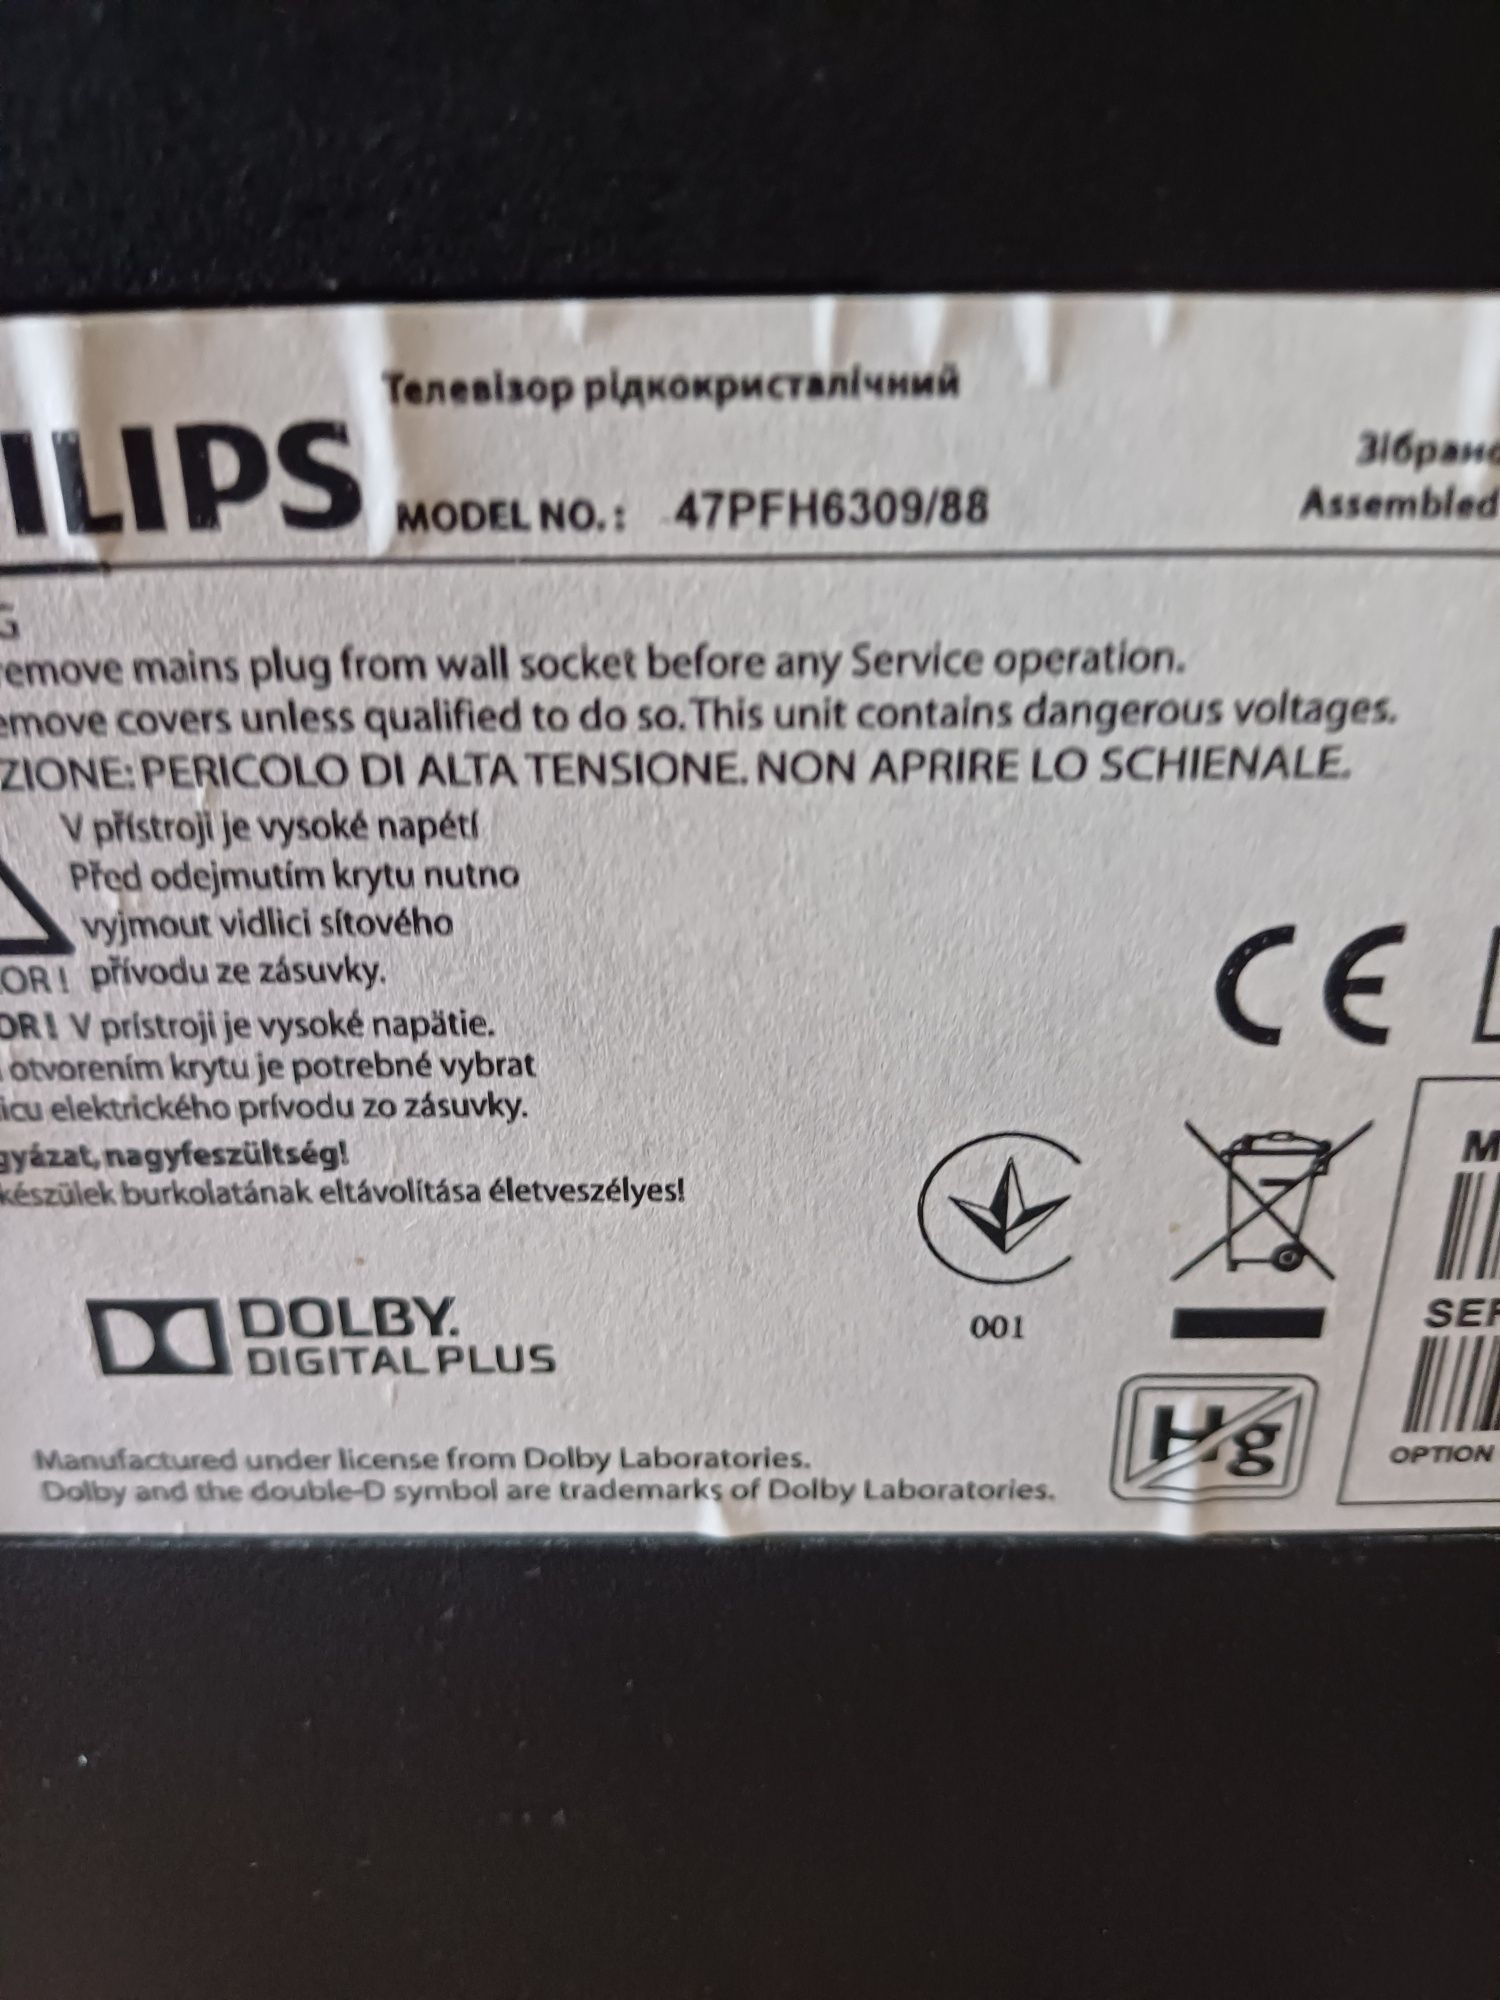 ILIPS
Телевізор рідкокристалічний
MODEL NO. : 47PFH6309/88
Зібрано
Assembled
G
emove mains plug from wall socket before any Service operation.
emove covers unless qualified to do so. This unit contains dangerous voltages.
ZIONE: PERICOLO DI ALTA TENSIONE. NON APRIRE LO SCHIENALE.
V přístroji je vysoké napétí
Před odejmutím krytu nutno
vyjmout vidlici sítového
OR ! přívodu ze zásuvky.
OR ! V prístroji je vysoké napätie.
otvorením krytu je potrebné vybrat
icu elektrického prívodu zo zásuvky.
gyázat, nagyfeszültség!
készülek burkolatának eltávolítása életveszélyes!
CE
001
DOLBY.
DIGITAL PLUS
Hg
M
SER
OPTION
Manufactured under license from Dolby Laboratories.
Dolby and the double-D symbol are trademarks of Dolby Laboratories.